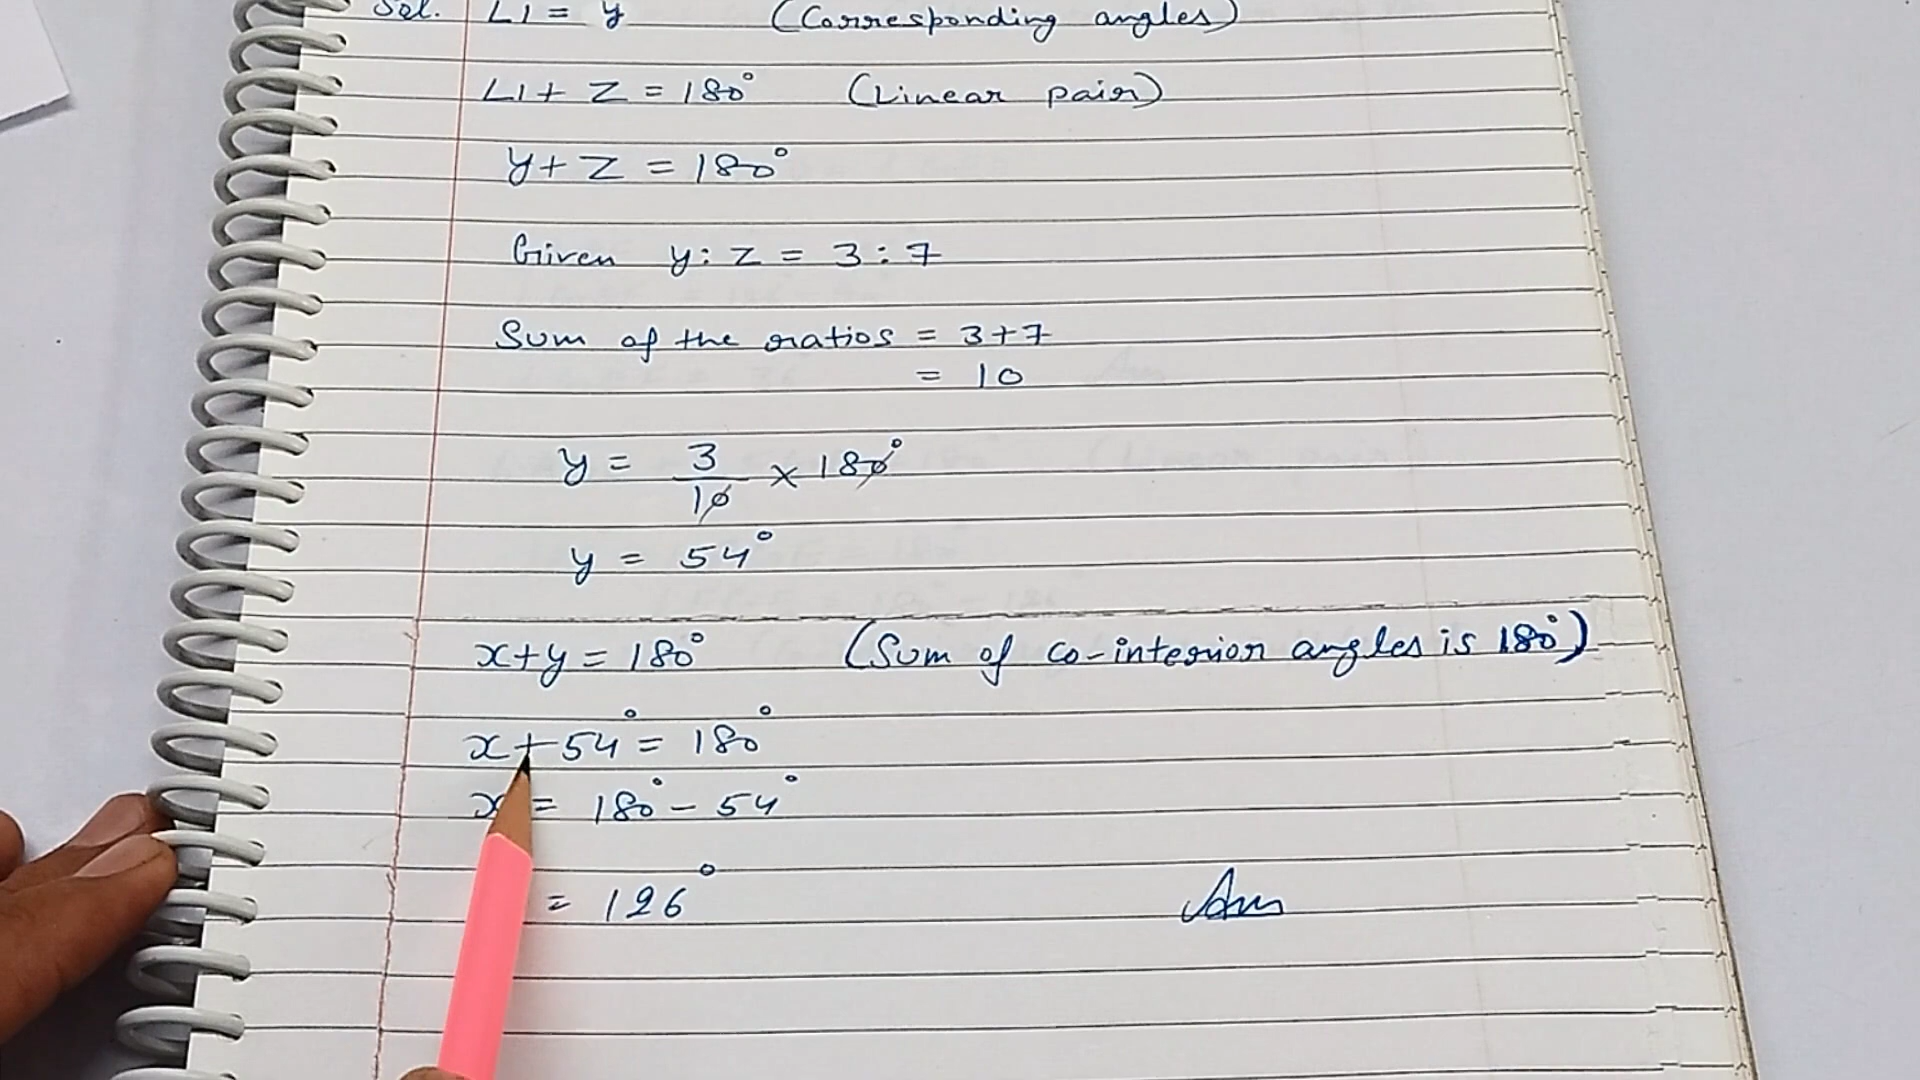 Sol. ∠1 = y (Corresponding angles)
∠1 + z = 180° (Linear pair)
y + z = 180°
Given y : z = 3 : 7
Sum of the ratios = 3+7
= 10
y = 3/10 × 180°
y = 54°
x+y = 180° (Sum of co-interior angles is 180°)
x + 54° = 180°
x = 180° - 54°
= 126° Ans